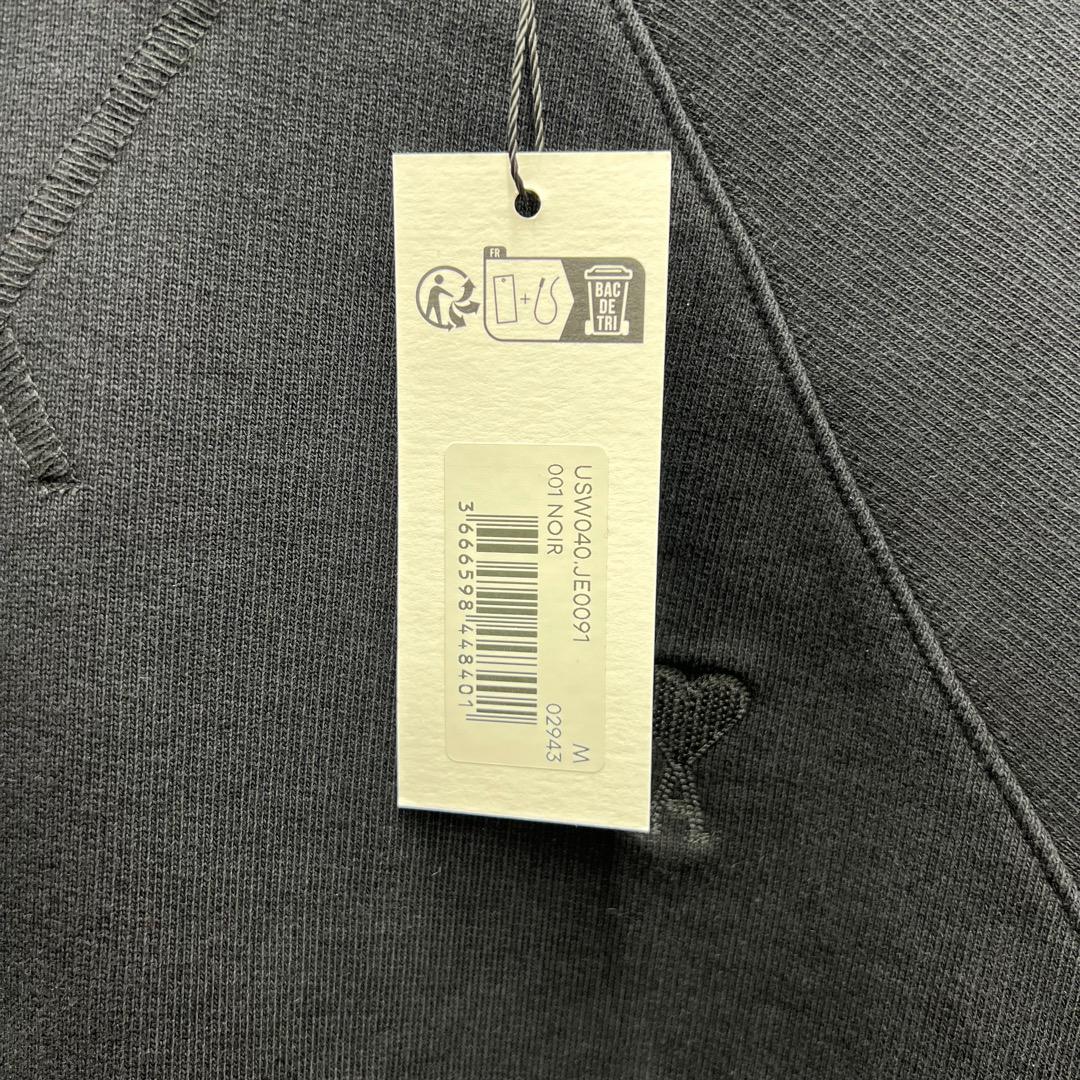 FR
BAC
DE
TRI
USW040.JE0091 M
001 NOIR 02943
3 666598 448401